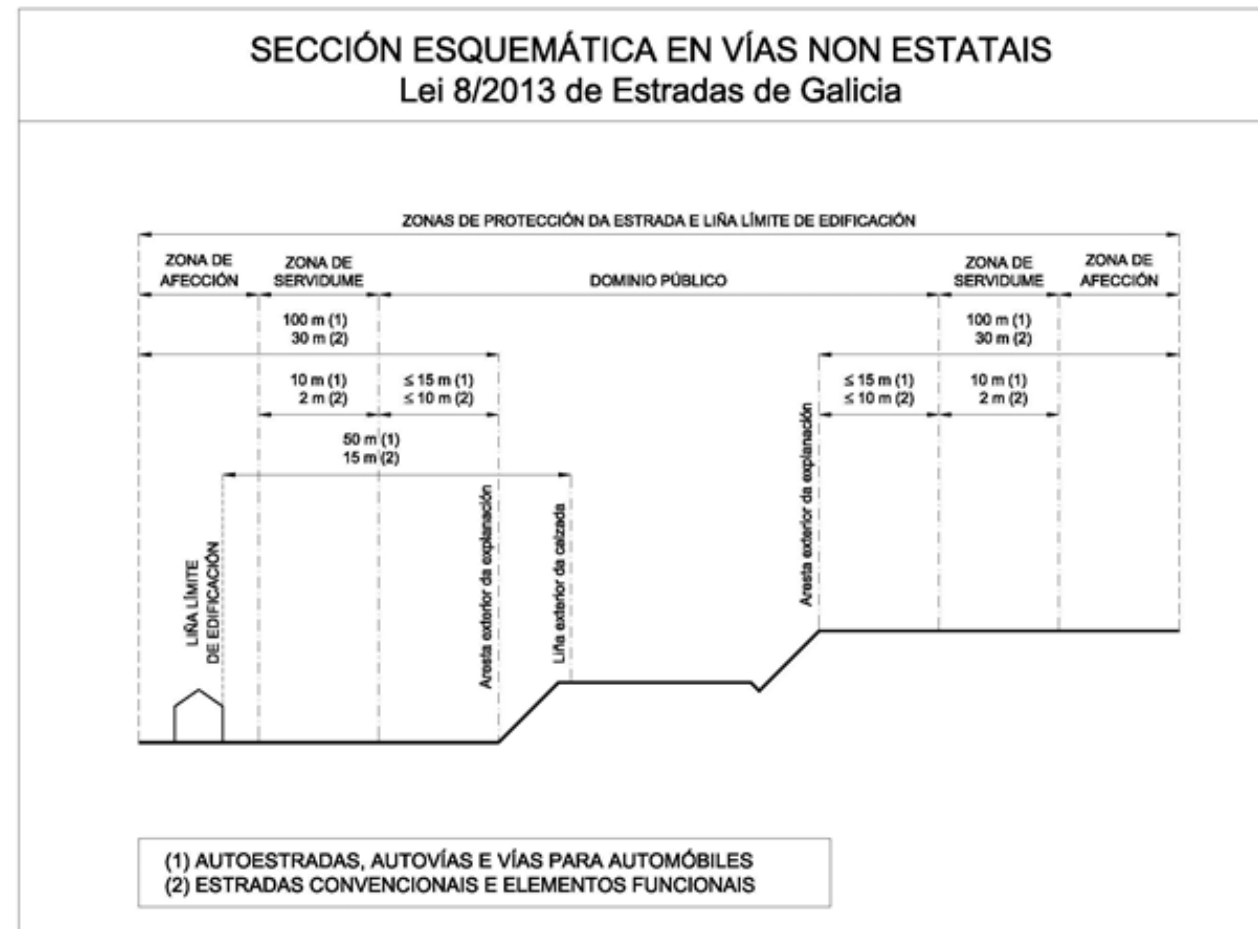 SECCIÓN ESQUEMÁTICA EN VÍAS NON ESTATAIS
Lei 8/2013 de Estradas de Galicia
ZONAS DE PROTECCIÓN DA ESTRADA E LIÑA LÍMITE DE EDIFICACIÓN
ZONA DE
AFECCIÓN
ZONA DE
SERVIDUME
DOMINIO PÚBLICO
ZONA DE
SERVIDUME
ZONA DE
AFECCIÓN
100 m (1)
30 m (2)
100 m (1)
30 m (2)
10 m (1)
2 m (2)
≤ 15 m (1)
≤ 10 m (2)
≤ 15 m (1)
≤ 10 m (2)
10 m (1)
2 m (2)
50 m (1)
15 m (2)
LIÑA LÍMITE
DE EDIFICACIÓN
Aresta exterior da explanación
Liña exterior da calzada
Aresta exterior da explanación
(1) AUTOESTRADAS, AUTOVÍAS E VÍAS PARA AUTOMÓBILES
(2) ESTRADAS CONVENCIONAIS E ELEMENTOS FUNCIONAIS